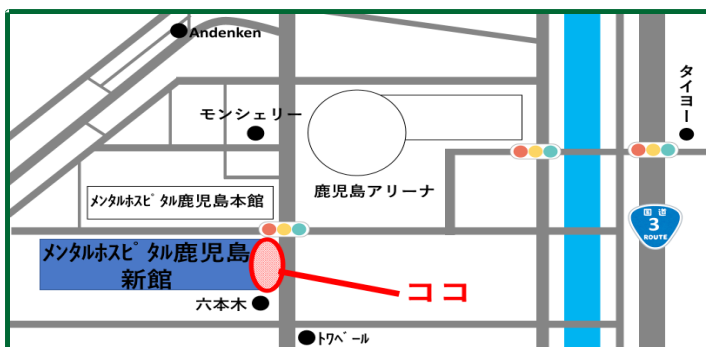 Andenken
タイヨー
モンシェリー
鹿児島アリーナ
メンタルホスピタル鹿児島本館
国道
3
ROUTE
メンタルホスピタル鹿児島
新館
ココ
六本木
トワベール